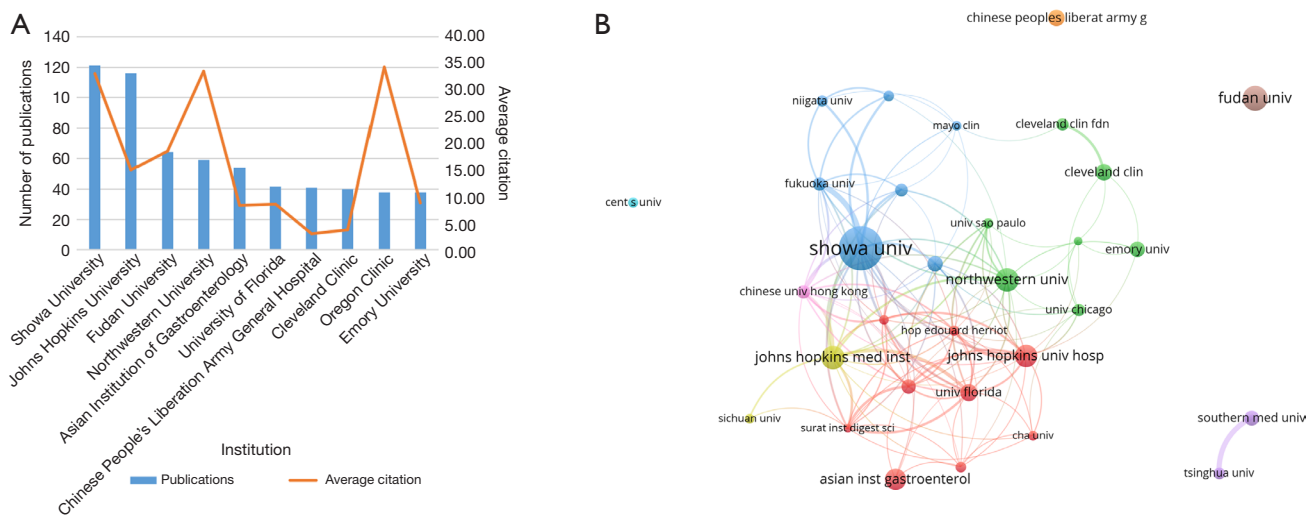 A
140
120
10
80
60
40
20
0
Number of publications
40.00
35.00
30.00
25.00
20.00
15.00
10.00
5.00
0.00
Average citation
Showa University
Johns Hopkins University
Fudan University
Northwestern University
Asian Institution of Gastroenterology
University of Florida
Chinese People's Liberation Army General Hospital
Cleveland Clinic
Oregon Clinic
Emory University
Institution
Publications
Average citation
B
chinese peoples liberat army g
fudan univ
niigata univ
mayo clin
cleveland clin fdn
cleveland clin
fukuoka univ
cent s univ
univ sao paulo
showa univ
emory univ
northwestern univ
chinese univ hong kong
univ chicago
hop edouard herriot
johns hopkins med inst
johns hopkins univ hosp
univ florida
sichuan univ
surat inst digest sci
cha univ
southern med univ
asian inst gastroenterol
tsinghua univ